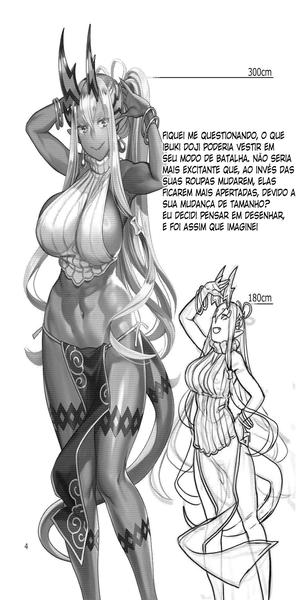 300cm
FIQUEI ME QUESTIONANDO, O QUE
IBUKI DOJI PODERIA VESTIR EM
SEU MODO DE BATALHA. NÃO SERIA
MAIS EXCITANTE QUE, AO INVÉS DAS
SUAS ROUPAS MUDAREM, ELAS
FICAREM MAIS APERTADAS, DEVIDO A
SUA MUDANÇA DE TAMANHO?
EU DECIDI PENSAR EM DESENHAR,
E FOI ASSIM QUE IMAGINEI
180cm
4